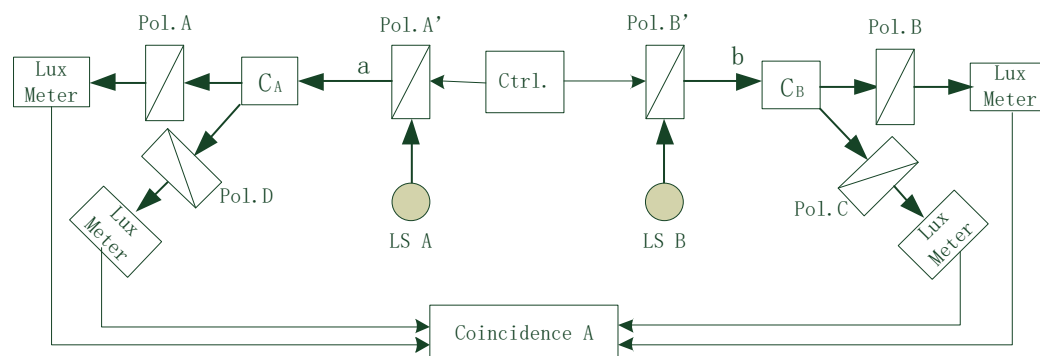 Pol.A
Pol.A'
Pol.B'
Pol.B
Lux
Meter
CA
a
Ctrl.
b
CB
Lux
Meter
Pol.D
Pol.C
Lux
Meter
LS A
LS B
Lux
Meter
Coincidence A